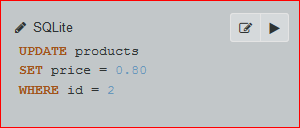 SQLite
UPDATE products
SET price = 0.80
WHERE id = 2